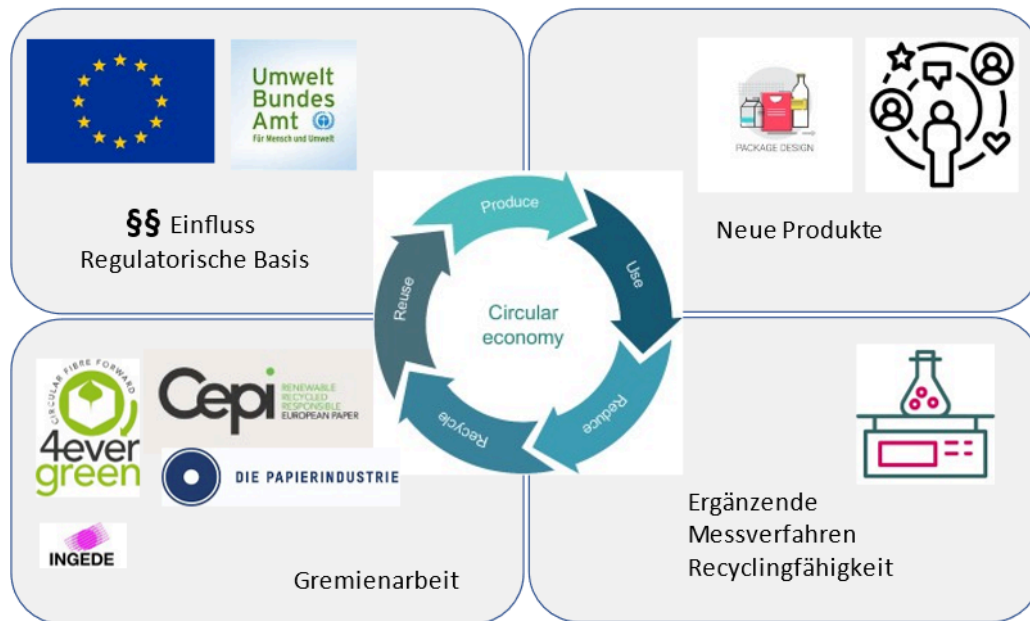 Umwelt
Bundes
Amt
Für Mensch und Umwelt
§§ Einfluss
Regulatorische Basis
PACKAGE DESIGN
Neue Produkte
Produce
Use
Reduce
Recycle
Reuse
Circular
economy
CIRCULAR FIBRE FORWARD
4ever
green
Cepi
RENEWABLE
RECYCLED
RESPONSIBLE
EUROPEAN PAPER
DIE PAPIERINDUSTRIE
INGEDE
Gremienarbeit
Ergänzende
Messverfahren
Recyclingfähigkeit